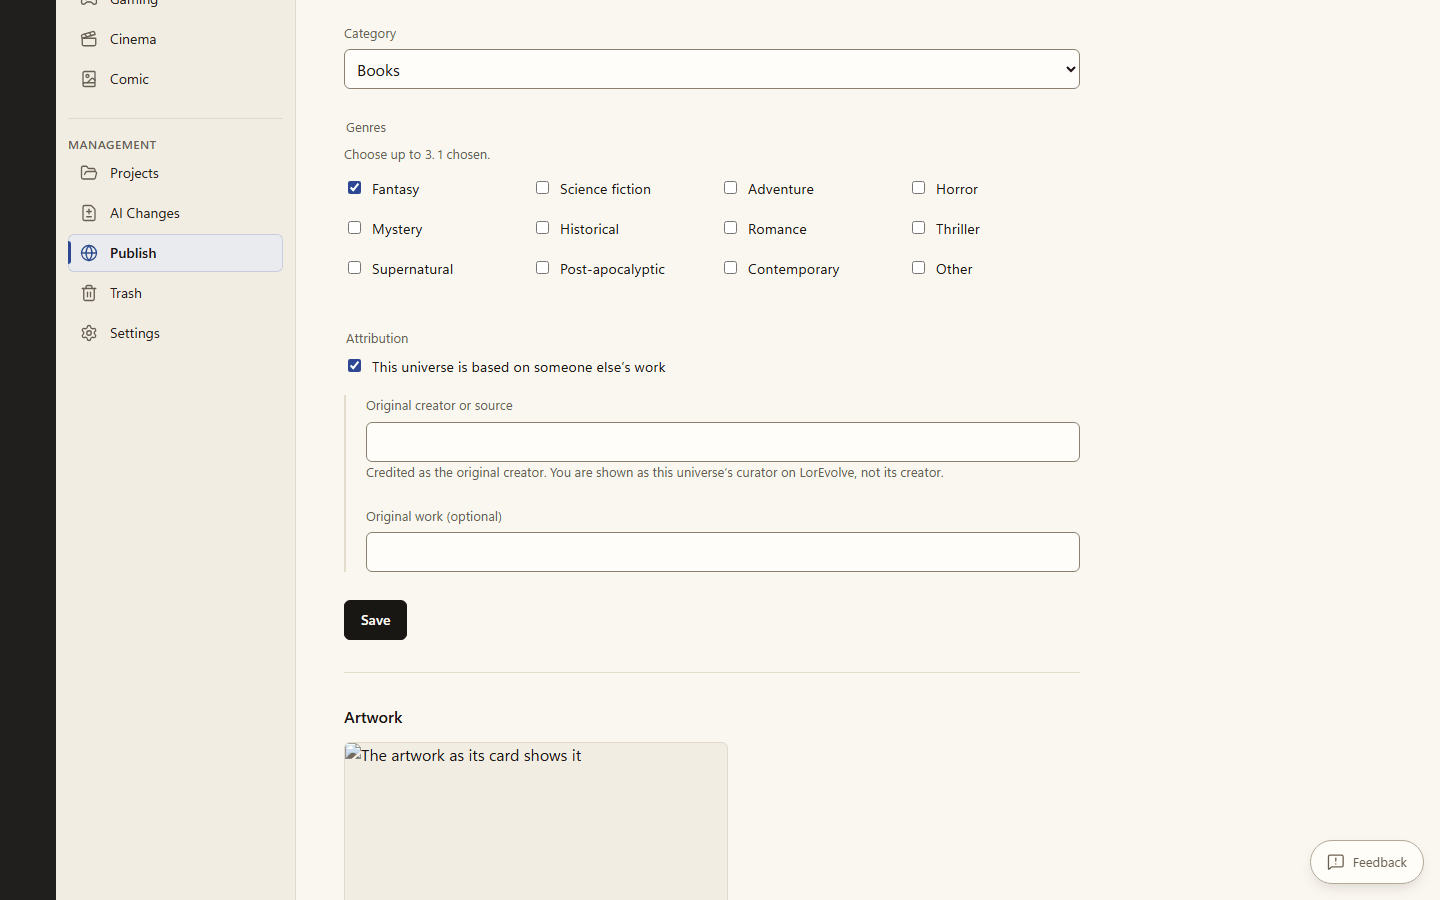 Gaming
Cinema
Comic
MANAGEMENT
Projects
AI Changes
Publish
Trash
Settings
Category
Books
Genres
Choose up to 3. 1 chosen.
Fantasy
Science fiction
Adventure
Horror
Mystery
Historical
Romance
Thriller
Supernatural
Post-apocalyptic
Contemporary
Other
Attribution
This universe is based on someone else’s work
Original creator or source
Credited as the original creator. You are shown as this universe’s curator on LorEvolve, not its creator.
Original work (optional)
Save
Artwork
The artwork as its card shows it
Feedback